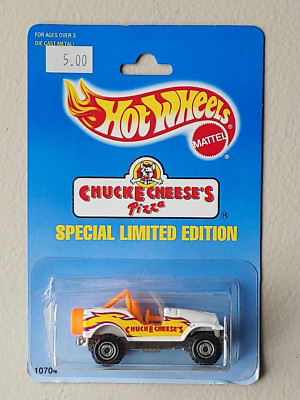 FOR AGES OVER 3
DIE CAST METAL
5.00
HOT WHEELS
MATTEL
CHUCK E CHEESE'S
Pizza
®
SPECIAL LIMITED EDITION
CHUCK E CHEESE'S
10704